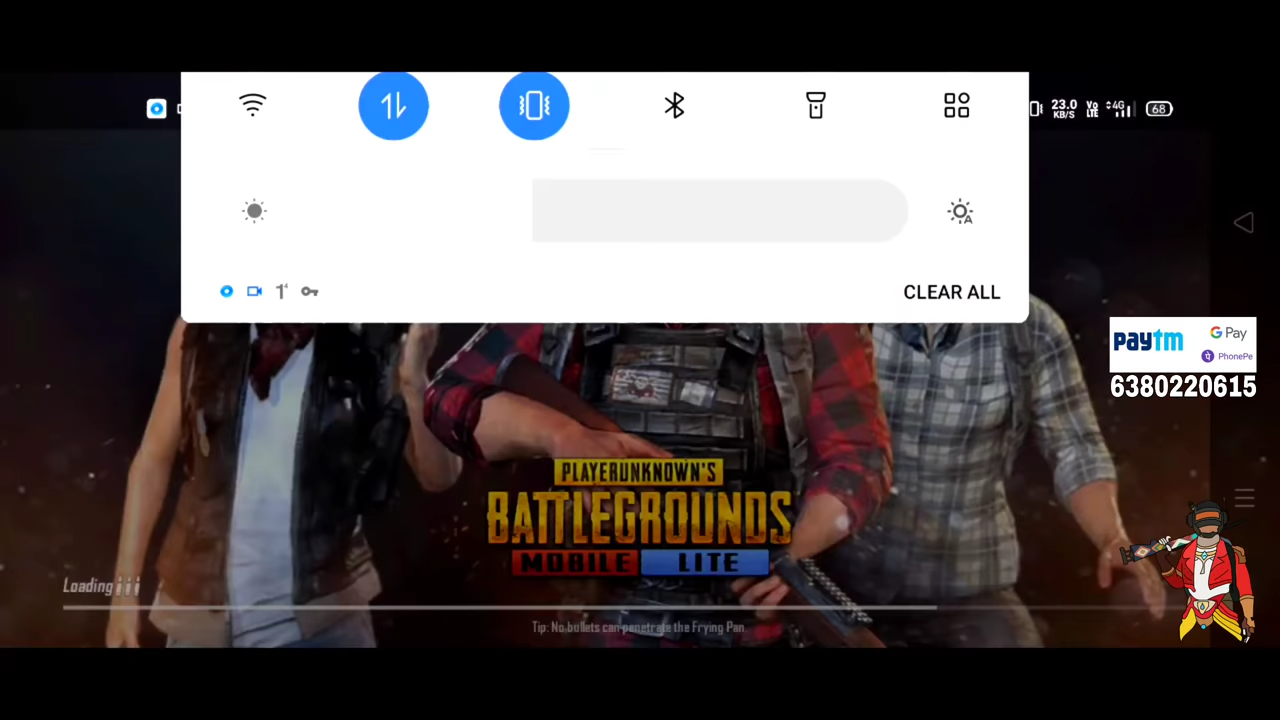 23.0
KB/S
Vo
LTE
4G
68
A
CLEAR ALL
paytm
G Pay
PhonePe
6380220615
PLAYERUNKNOWN'S
BATTLEGROUNDS
MOBILE LITE
Loading
Tip: No bullets can penetrate the Frying Pan.